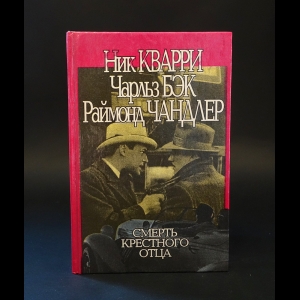 Ник КВАРРИ
Чарльз БЭК
Раймонд ЧАНДЛЕР
СМЕРТЬ
КРЕСТНОГО
ОТЦА